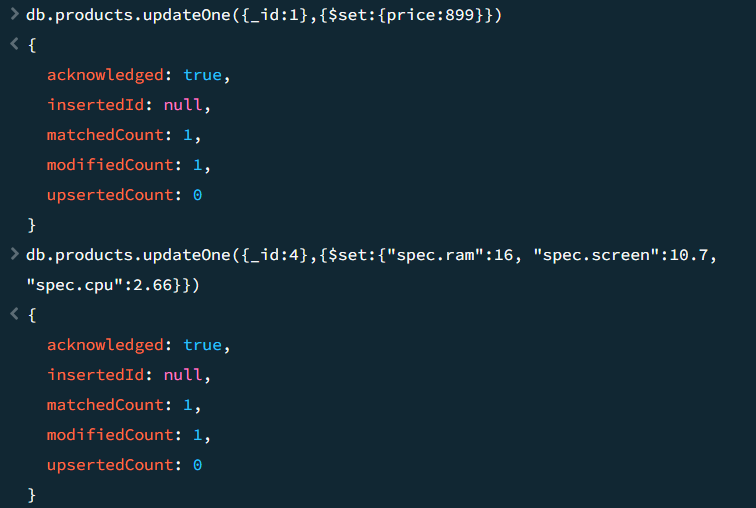 > db.products.updateOne({_id:1},{$set:{price:899}})
< {
acknowledged: true,
insertedId: null,
matchedCount: 1,
modifiedCount: 1,
upsertedCount: 0
}
> db.products.updateOne({_id:4},{$set:{"spec.ram":16, "spec.screen":10.7,
"spec.cpu":2.66}})
< {
acknowledged: true,
insertedId: null,
matchedCount: 1,
modifiedCount: 1,
upsertedCount: 0
}